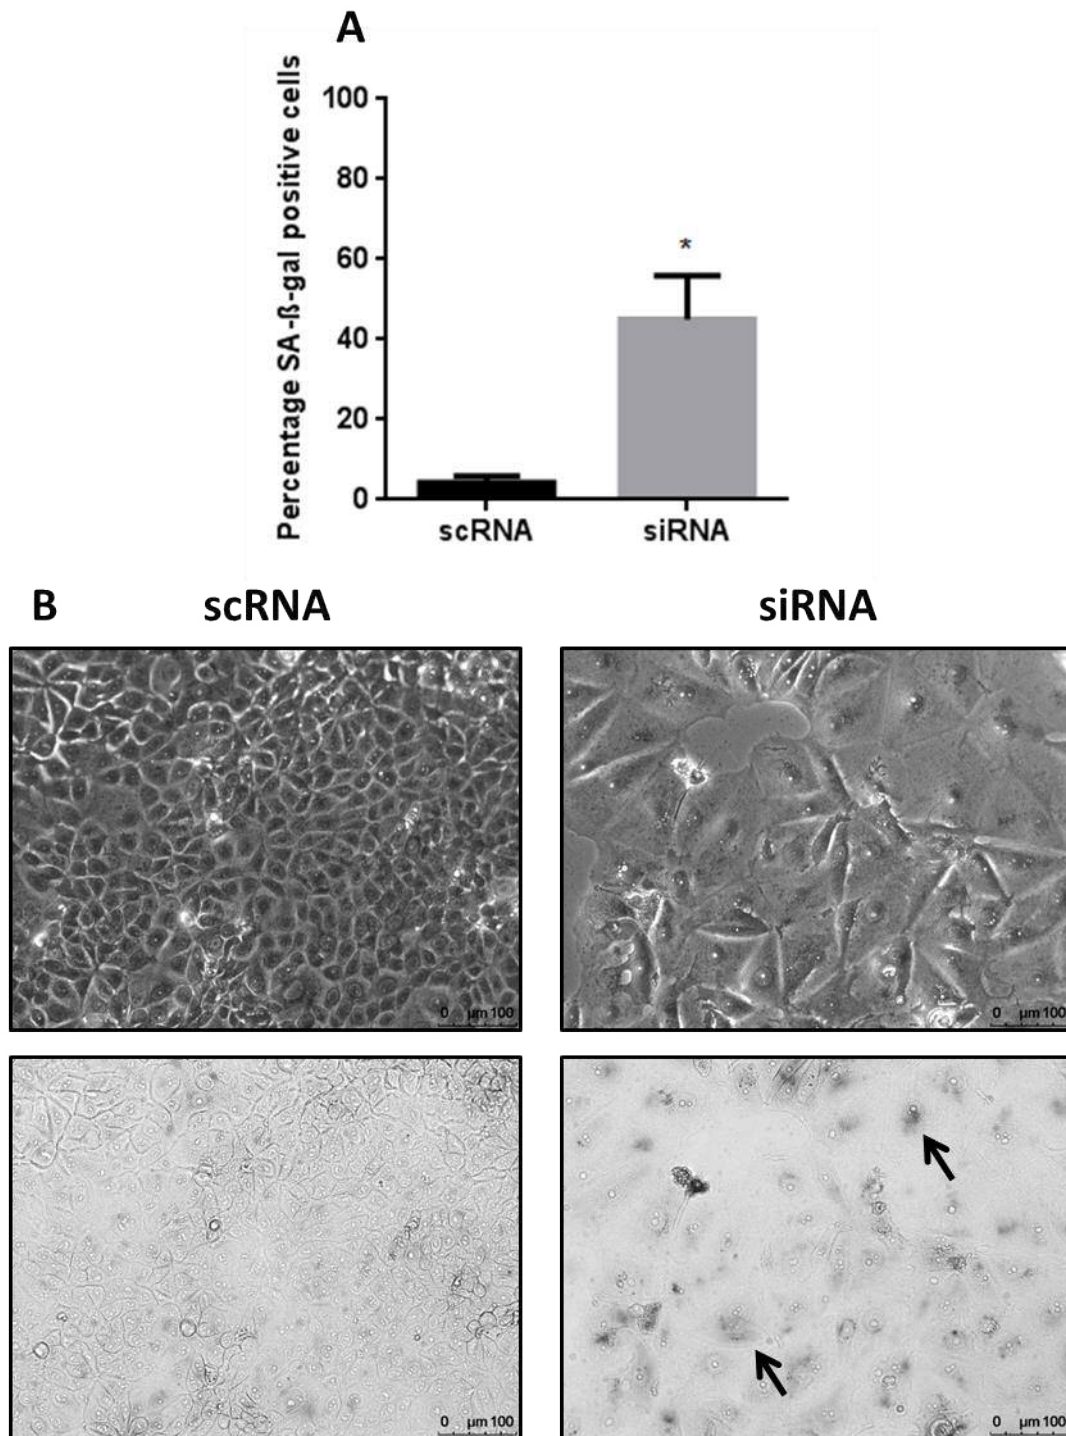 A
Percentage SA-ß-gal positive cells
100
80
60
40
20
0
*
scRNA siRNA
B scRNA siRNA
0 µm 100
0 µm 100
0 µm 100
0 µm 100